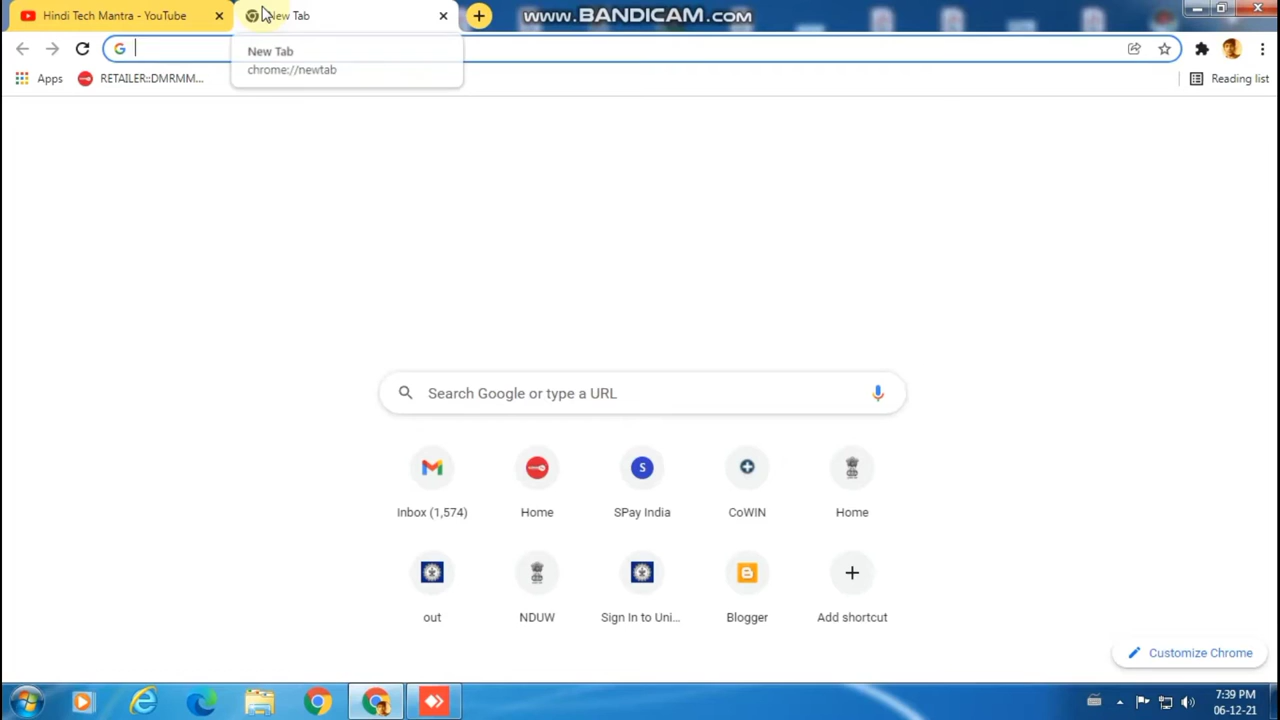 Hindi Tech Mantra - YouTube
New Tab
www.BANDICAM.com
New Tab
chrome://newtab
Apps
RETAILER::DMRMM...
Reading list
Search Google or type a URL
Inbox (1,574)
Home
SPay India
CoWIN
Home
out
NDUW
Sign In to Uni...
Blogger
Add shortcut
Customize Chrome
7:39 PM
06-12-21